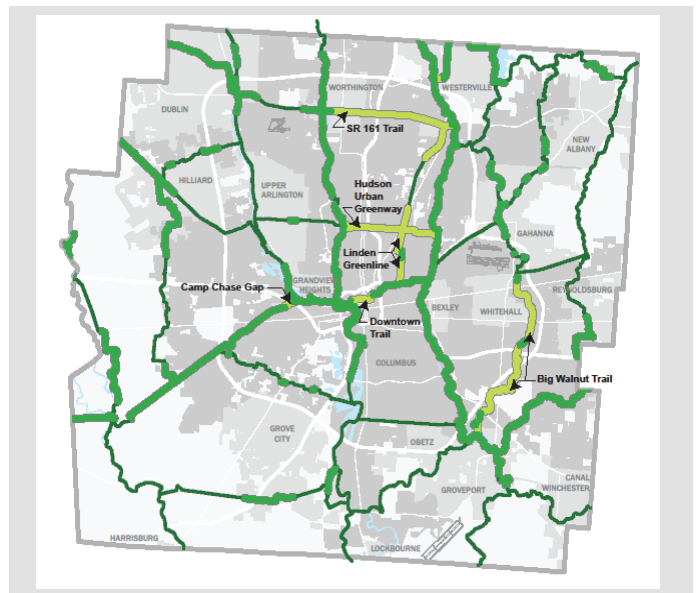 WORTHINGTON
WESTERVILLE
DUBLIN
SR 161 Trail
NEW
ALBANY
HILLIARD
UPPER
ARLINGTON
Hudson
Urban
Greenway
GAHANNA
Linden
Greenline
Camp Chase Gap
GRANDVIEW
HEIGHTS
REYNOLDSBURG
BEXLEY
WHITEHALL
Downtown
Trail
COLUMBUS
Big Walnut Trail
GROVE
CITY
OBETZ
CANAL
WINCHESTER
GROVEPORT
HARRISBURG
LOCKBOURNE